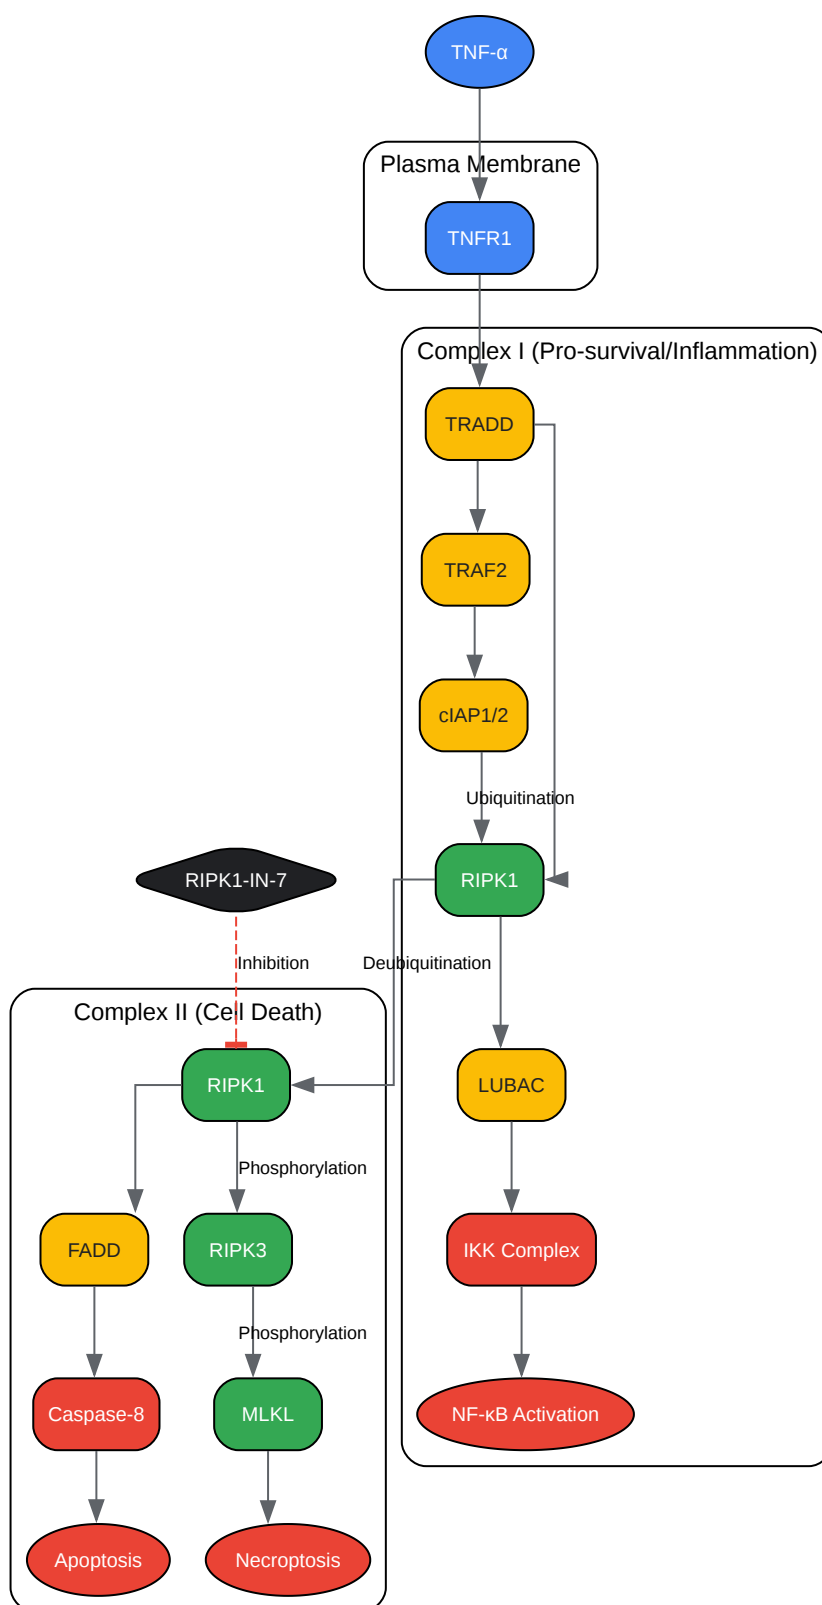 TNF-α
Plasma Membrane
TNFR1
Complex I (Pro-survival/Inflammation)
TRADD
TRAF2
cIAP1/2
Ubiquitination
RIPK1-IN-7
RIPK1
Inhibition
Deubiquitination
Complex II (Cell Death)
RIPK1
LUBAC
Phosphorylation
FADD
RIPK3
IKK Complex
Phosphorylation
Caspase-8
MLKL
NF-κB Activation
Apoptosis
Necroptosis